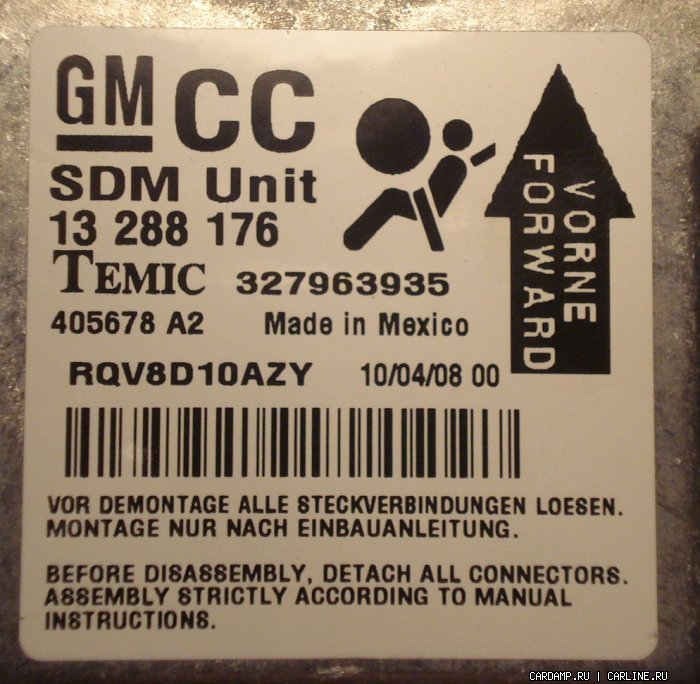 GM CC
SDM Unit
13 288 176
TEMIC 327963935
405678 A2 Made in Mexico
RQV8D10AZY 10/04/08 00
VORNE
FORWARD
VOR DEMONTAGE ALLE STECKVERBINDUNGEN LOESEN.
MONTAGE NUR NACH EINBAUANLEITUNG.
BEFORE DISASSEMBLY, DETACH ALL CONNECTORS.
ASSEMBLY STRICTLY ACCORDING TO MANUAL
INSTRUCTIONS.
CARDAMP.RU | CARLINE.RU